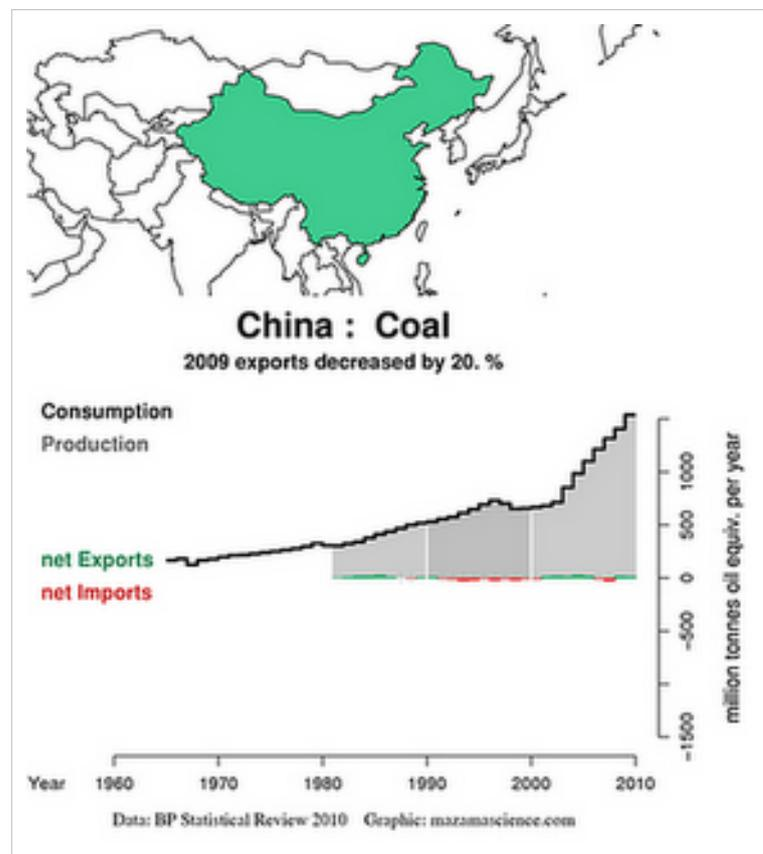 China : Coal
2009 exports decreased by 20. %
Consumption
Production
net Exports
net Imports
1000
500
0
-500
-1500
million tonnes oil equiv. per year
Year 1960 1970 1980 1990 2000 2010
Data: BP Statistical Review 2010 Graphic: mazamascience.com